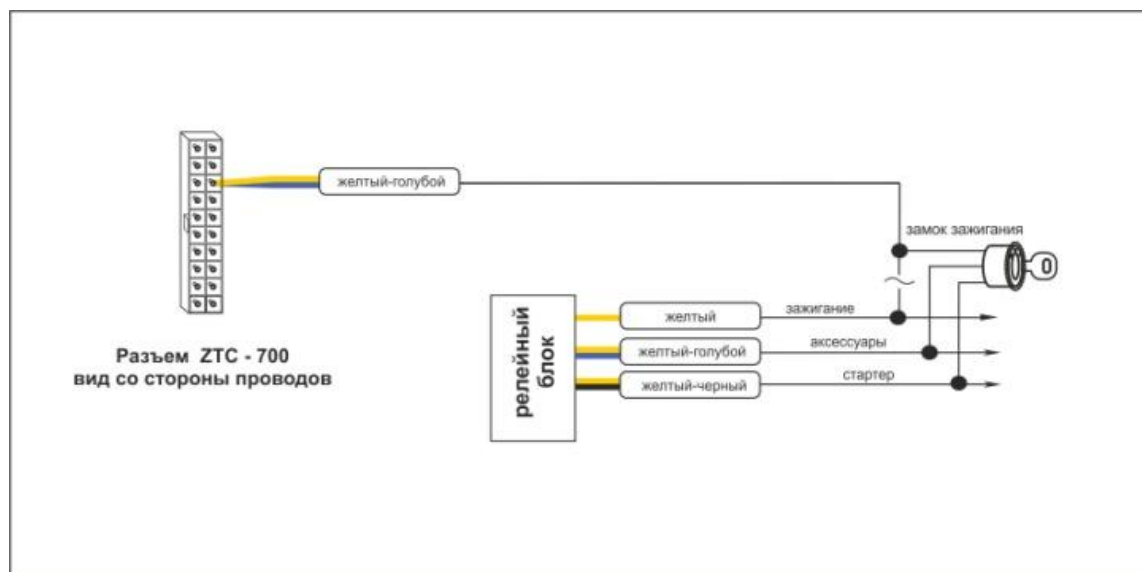 желтый-голубой
замок зажигания
Разъем ZTC - 700
вид со стороны проводов
релейный
блок
желтый
зажигание
желтый-голубой
аксессуары
желтый-черный
стартер